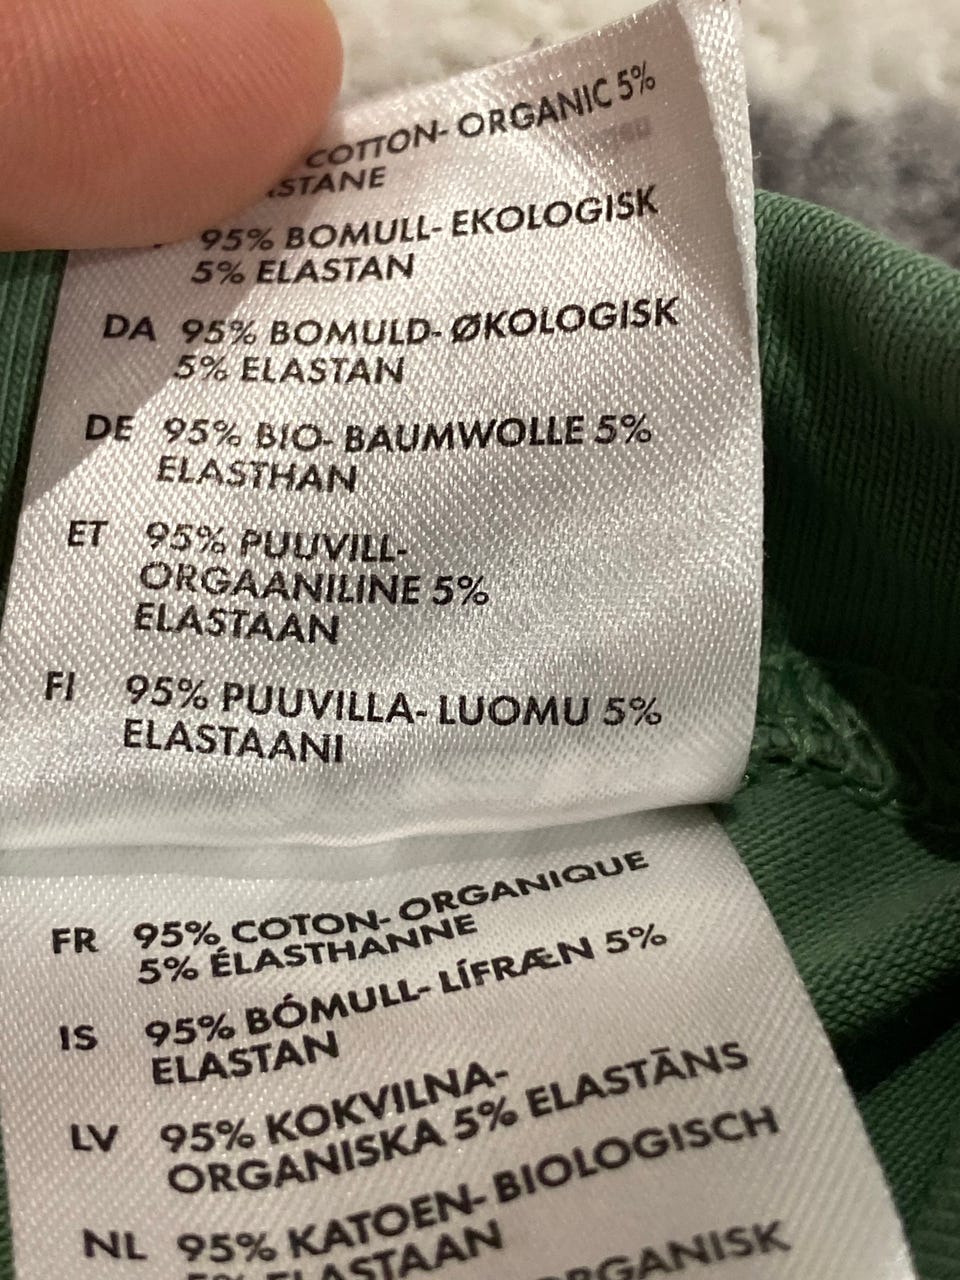 COTTON- ORGANIC 5%
95% BOMULL- EKOLOGISK
5% ELASTAN
DA 95% BOMULD- ØKOLOGISK
5% ELASTAN
DE 95% BIO- BAUMWOLLE 5%
ELASTHAN
ET 95% PUUVILL-
ORGAANILINE 5%
ELASTAAN
FI 95% PUUVILLA- LUOMU 5%
ELASTAANI
FR 95% COTON- ORGANIQUE
5% ÉLASTHANNE
IS 95% BÓMULL- LÍFRÆN 5%
ELASTAN
LV 95% KOKVILNA-
ORGANISKA 5% ELASTĀNS
NL 95% KATOEN- BIOLOGISCH
5% ELASTAAN